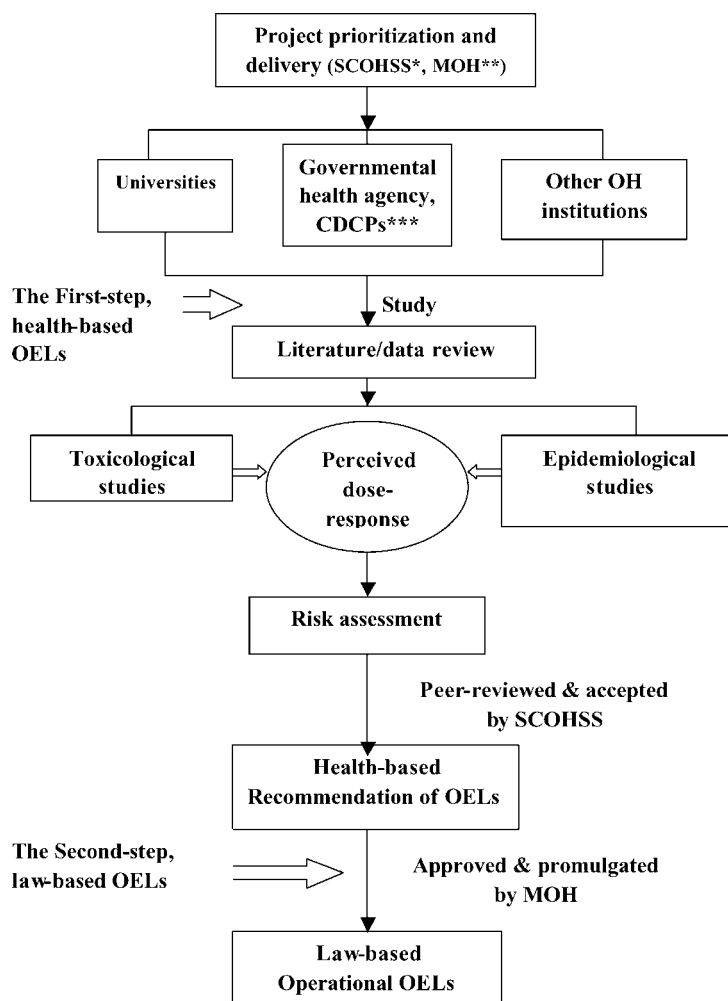 Project prioritization and
delivery (SCOHSS*, MOH**)
Universities
Governmental
health agency,
CDCPs***
Other OH
institutions
The First-step,
health-based
OELs
Study
Literature/data review
Toxicological
studies
Perceived
dose-
response
Epidemiological
studies
Risk assessment
Peer-reviewed & accepted
by SCOHSS
Health-based
Recommendation of OELs
The Second-step,
law-based OELs
Approved & promulgated
by MOH
Law-based
Operational OELs